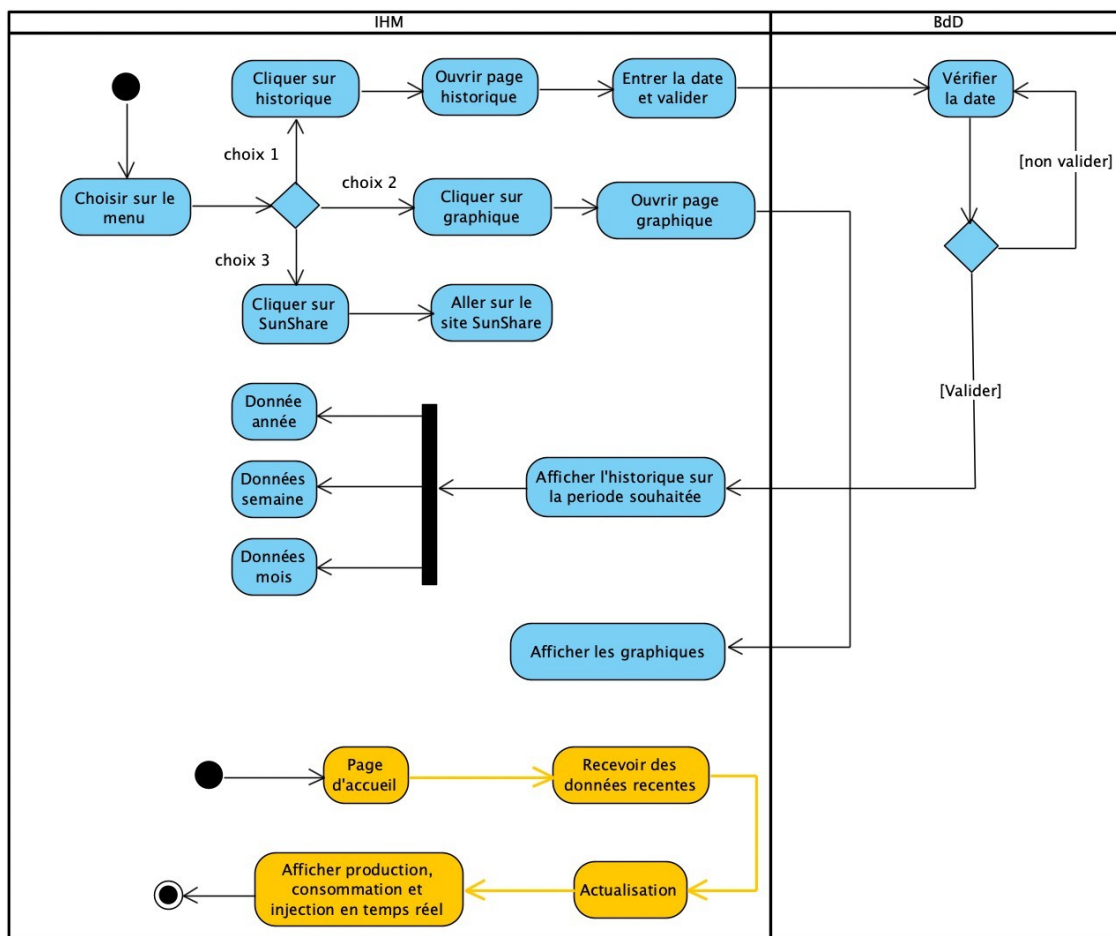 IHM
BdD
Cliquer sur
historique
Ouvrir page
historique
Entrer la date
et valider
Vérifier
la date
choix 1
[non valider]
Choisir sur le
menu
choix 2
Cliquer sur
graphique
Ouvrir page
graphique
choix 3
Cliquer sur
SunShare
Aller sur le
site SunShare
[Valider]
Donnée
année
Données
semaine
Afficher l'historique sur
la periode souhaitée
Données
mois
Afficher les graphiques
Page
d'accueil
Recevoir des
données recentes
Afficher production,
consommation et
injection en temps réel
Actualisation